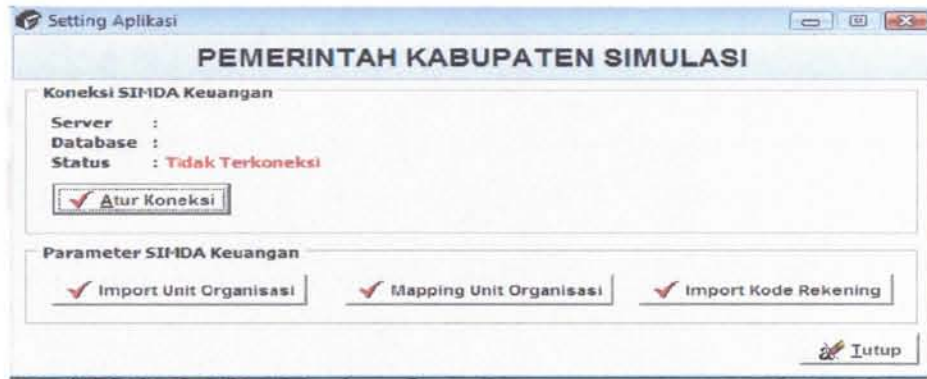 Setting Aplikasi
PEMERINTAH KABUPATEN SIMULASI
Koneksi SIMDA Keuangan
Server :
Database :
Status : Tidak Terkoneksi
Atur Koneksi
Parameter SIMDA Keuangan
Import Unit Organisasi Mapping Unit Organisasi Import Kode Rekening
Tutup